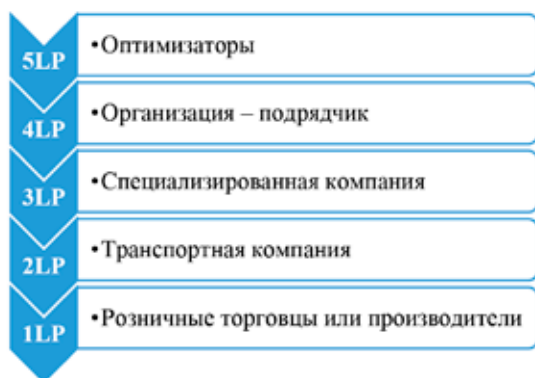 5LP
•Оптимизаторы
4LP
•Организация – подрядчик
3LP
•Специализированная компания
2LP
•Транспортная компания
1LP
•Розничные торговцы или производители